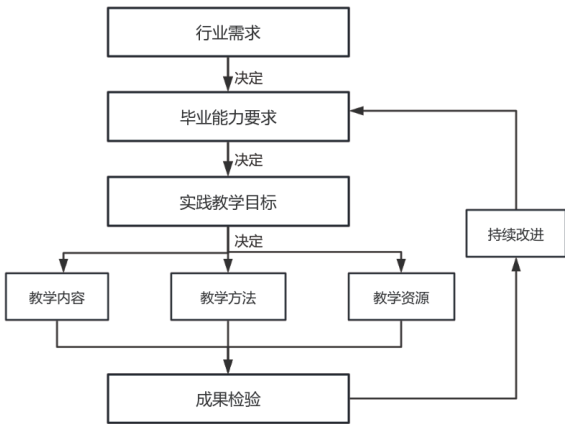 行业需求
决定
毕业能力要求
决定
实践教学目标
决定
持续改进
教学内容
教学方法
教学资源
成果检验